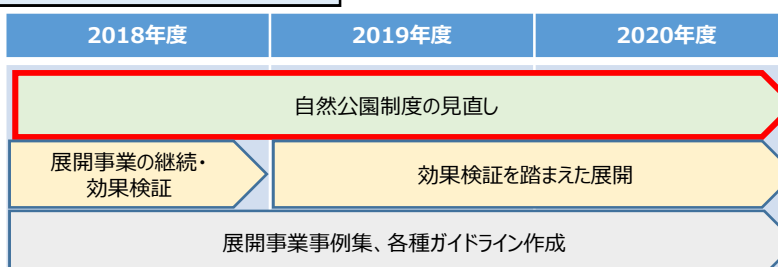 2018年度
2019年度
2020年度
自然公園制度の見直し
展開事業の継続・
効果検証
効果検証を踏まえた展開
展開事業事例集、各種ガイドライン作成